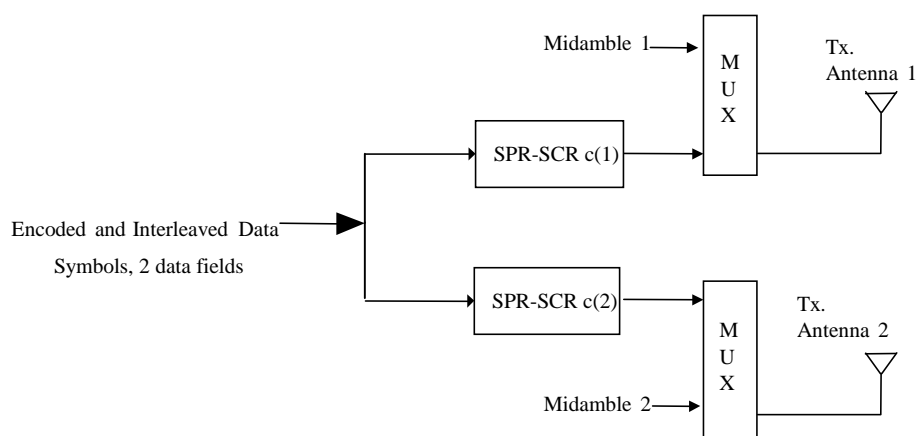 Midamble 1
M
U
X
Tx.
Antenna 1
SPR-SCR c(1)
Encoded and Interleaved Data
Symbols, 2 data fields
SPR-SCR c(2)
M
U
X
Tx.
Antenna 2
Midamble 2